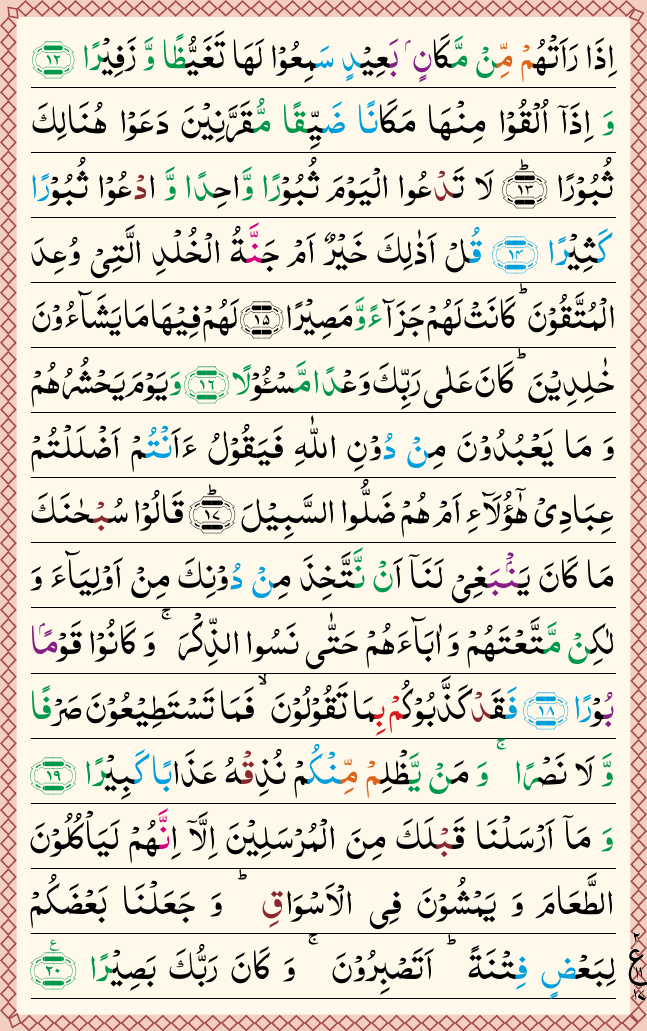 اِذَا رَاَتْهُمْ مِّنْ مَّكَانٍۭ بَعِيْدٍ سَمِعُوْا لَهَا تَغَيُّظًا وَّ زَفِيْرًا ۝۱۲
وَ اِذَاۤ اُلْقُوْا مِنْهَا مَكَانًا ضَيِّقًا مُّقَرَّنِيْنَ دَعَوْا هُنَالِكَ
ثُبُوْرًا ۝۱۳ؕ لَا تَدْعُوا الْيَوْمَ ثُبُوْرًا وَّاحِدًا وَّ ادْعُوْا ثُبُوْرًا
كَثِيْرًا ۝۱۴ قُلْ اَذٰلِكَ خَيْرٌ اَمْ جَنَّةُ الْخُلْدِ الَّتِيْ وُعِدَ
الْمُتَّقُوْنَ ؕ كَانَتْ لَهُمْ جَزَآءً وَّ مَصِيْرًا ۝۱۵ لَهُمْ فِيْهَا مَا يَشَآءُوْنَ
خٰلِدِيْنَ ؕ كَانَ عَلٰى رَبِّكَ وَعْدًا مَّسْـُٔوْلًا ۝۱۶ وَ يَوْمَ يَحْشُرُهُمْ
وَ مَا يَعْبُدُوْنَ مِنْ دُوْنِ اللّٰهِ فَيَقُوْلُ ءَاَنْتُمْ اَضْلَلْتُمْ
عِبَادِيْ هٰۤؤُلَآءِ اَمْ هُمْ ضَلُّوا السَّبِيْلَ ۝۱۷ؕ قَالُوْا سُبْحٰنَكَ
مَا كَانَ يَنْۢبَغِيْ لَنَاۤ اَنْ نَّتَّخِذَ مِنْ دُوْنِكَ مِنْ اَوْلِيَآءَ وَ
لٰكِنْ مَّتَّعْتَهُمْ وَ اٰبَآءَهُمْ حَتّٰى نَسُوا الذِّكْرَ ۚ وَ كَانُوْا قَوْمًۢا
بُوْرًا ۝۱۸ فَقَدْ كَذَّبُوْكُمْ بِمَا تَقُوْلُوْنَ ۙ فَمَا تَسْتَطِيْعُوْنَ صَرْفًا
وَّ لَا نَصْرًا ۚ وَ مَنْ يَّظْلِمْ مِّنْكُمْ نُذِقْهُ عَذَابًا كَبِيْرًا ۝۱۹
وَ مَاۤ اَرْسَلْنَا قَبْلَكَ مِنَ الْمُرْسَلِيْنَ اِلَّاۤ اِنَّهُمْ لَيَاْكُلُوْنَ
الطَّعَامَ وَ يَمْشُوْنَ فِي الْاَسْوَاقِ ؕ وَ جَعَلْنَا بَعْضَكُمْ
لِبَعْضٍ فِتْنَةً ؕ اَتَصْبِرُوْنَ ۚ وَ كَانَ رَبُّكَ بَصِيْرًا ۝۲۰ع
ع